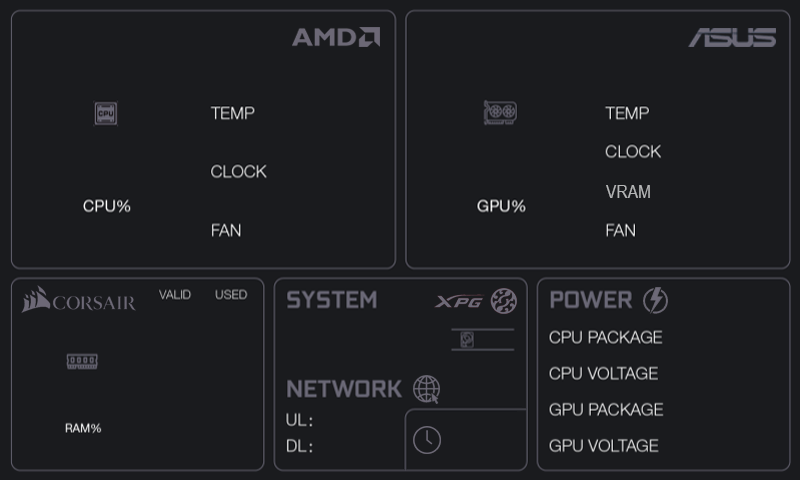 AMD
CPU
TEMP
CLOCK
CPU%
FAN
ASUS
TEMP
CLOCK
VRAM
GPU%
FAN
CORSAIR
VALID
USED
RAM%
SYSTEM
XPG
NETWORK
UL:
DL:
POWER
CPU PACKAGE
CPU VOLTAGE
GPU PACKAGE
GPU VOLTAGE